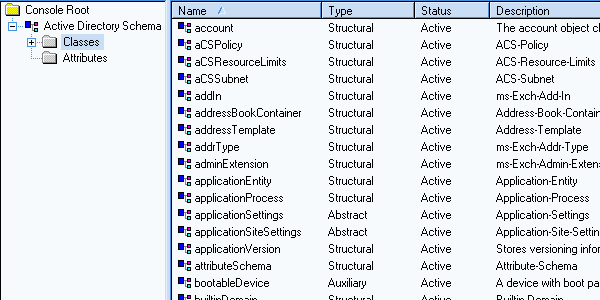 Console Root
Active Directory Schema
Classes
Attributes
Name Type Status Description
account Structural Active The account object
aCSPolicy Structural Active ACS-Policy
aCSResourceLimits Structural Active ACS-Resource-Limits
aCSSubnet Structural Active ACS-Subnet
addIn Structural Active ms-Exch-Add-In
addressBookContainer Structural Active Address-Book-Contain
addressTemplate Structural Active Address-Template
addrType Structural Active ms-Exch-Addr-Type
adminExtension Structural Active ms-Exch-Admin-Exten
applicationEntity Structural Active Application-Entity
applicationProcess Structural Active Application-Process
applicationSettings Abstract Active Application-Settings
applicationSiteSettings Abstract Active Application-Site-Settin
applicationVersion Structural Active Stores versioning infor
attributeSchema Structural Active Attribute-Schema
bootableDevice Auxiliary Active A device with boot pa
builtinDomain Structural Active Builtin-Domain